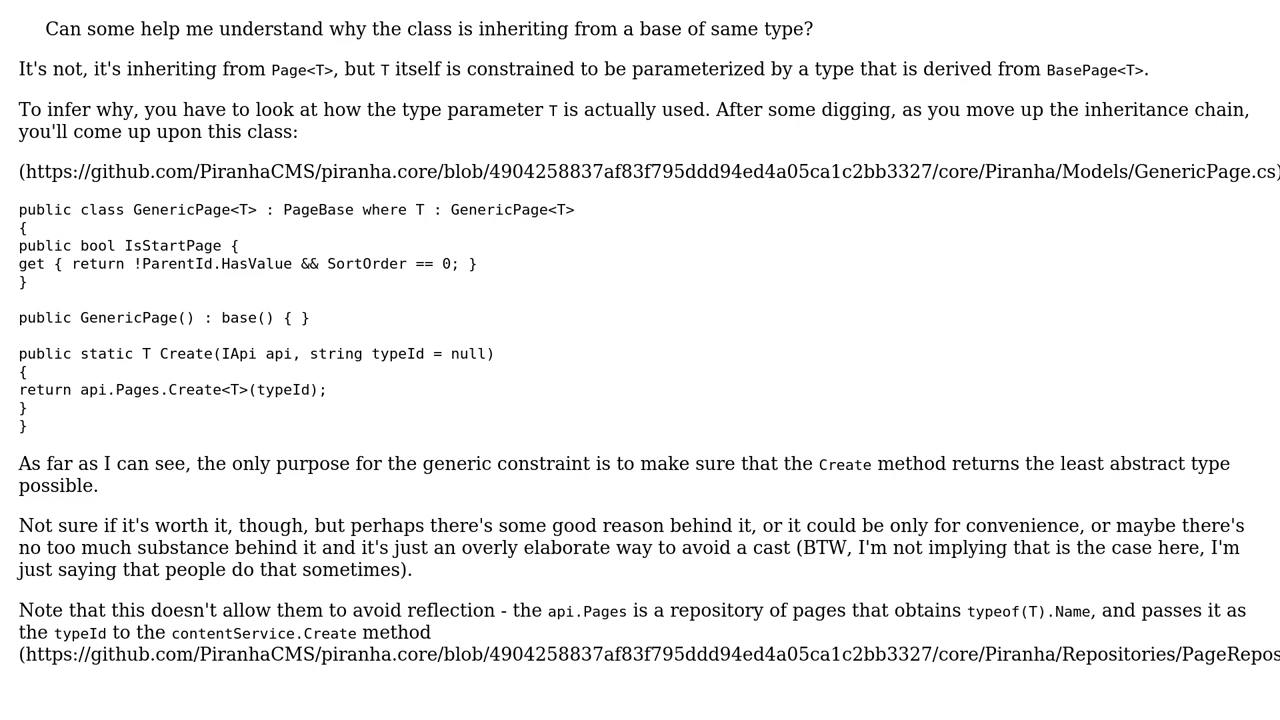 Can some help me understand why the class is inheriting from a base of same type?
It's not, it's inheriting from Page<T>, but T itself is constrained to be parameterized by a type that is derived from BasePage<T>.
To infer why, you have to look at how the type parameter T is actually used. After some digging, as you move up the inheritance chain,
you'll come up upon this class:
(https://github.com/PiranhaCMS/piranha.core/blob/4904258837af83f795ddd94ed4a05ca1c2bb3327/core/Piranha/Models/GenericPage.cs)
public class GenericPage<T> : PageBase where T : GenericPage<T>
{
public bool IsStartPage {
get { return !ParentId.HasValue && SortOrder == 0; }
}
public GenericPage() : base() { }
public static T Create(IApi api, string typeId = null)
{
return api.Pages.Create<T>(typeId);
}
}
As far as I can see, the only purpose for the generic constraint is to make sure that the Create method returns the least abstract type
possible.
Not sure if it's worth it, though, but perhaps there's some good reason behind it, or it could be only for convenience, or maybe there's
no too much substance behind it and it's just an overly elaborate way to avoid a cast (BTW, I'm not implying that is the case here, I'm
just saying that people do that sometimes).
Note that this doesn't allow them to avoid reflection - the api.Pages is a repository of pages that obtains typeof(T).Name, and passes it as
the typeId to the contentService.Create method
(https://github.com/PiranhaCMS/piranha.core/blob/4904258837af83f795ddd94ed4a05ca1c2bb3327/core/Piranha/Repositories/PageRepos